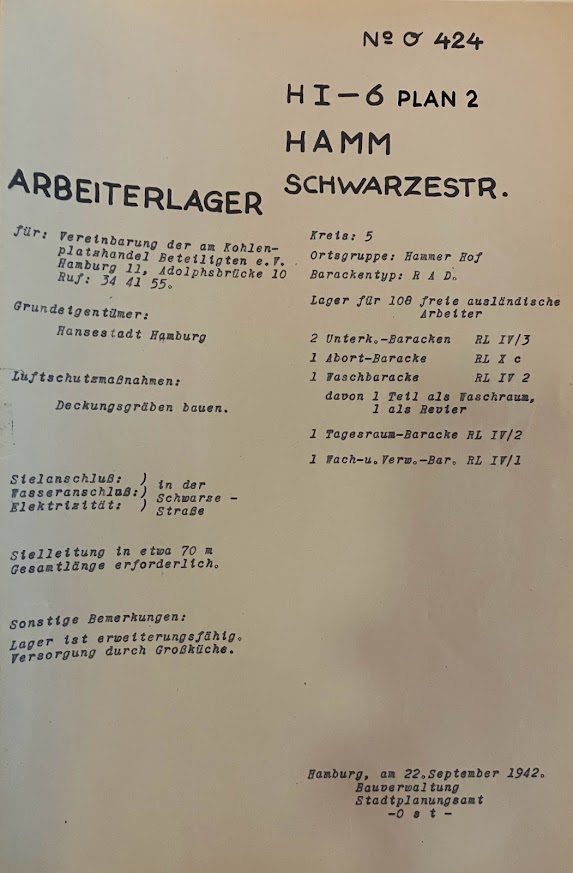 Nº O 424
HI-6 PLAN 2
HAMM
SCHWARZESTR.
ARBEITERLAGER
für: Vereinbarung der am Kohlen-
platzhandel Beteiligten e.V.
Hamburg 11, Adolphsbrücke 10
Ruf: 34 41 55.
Grundeigentümer:
Hansestadt Hamburg
Luftschutzmaßnahmen:
Deckungsgräben bauen.
Sielanschluß: ) in der
Wasseranschluß:) Schwarze -
Elektrizität: ) Straße
Sielleitung in etwa 70 m
Gesamtlänge erforderlich.
Sonstige Bemerkungen:
Lager ist erweiterungsfähig.
Versorgung durch Großküche.
Kreis: 5
Ortsgruppe: Hammer Hof
Barackentyp: R A D.
Lager für 108 freie ausländische
Arbeiter
2 Unterk.-Baracken RL IV/3
1 Abort-Baracke RL X c
1 Waschbaracke RL IV 2
davon 1 Teil als Waschraum,
1 als Revier
1 Tagesraum-Baracke RL IV/2
1 Wach-u.Verw.-Bar. RL IV/1
Hamburg, am 22.September 1942.
Bauverwaltung
Stadtplanungsamt
-O s t -